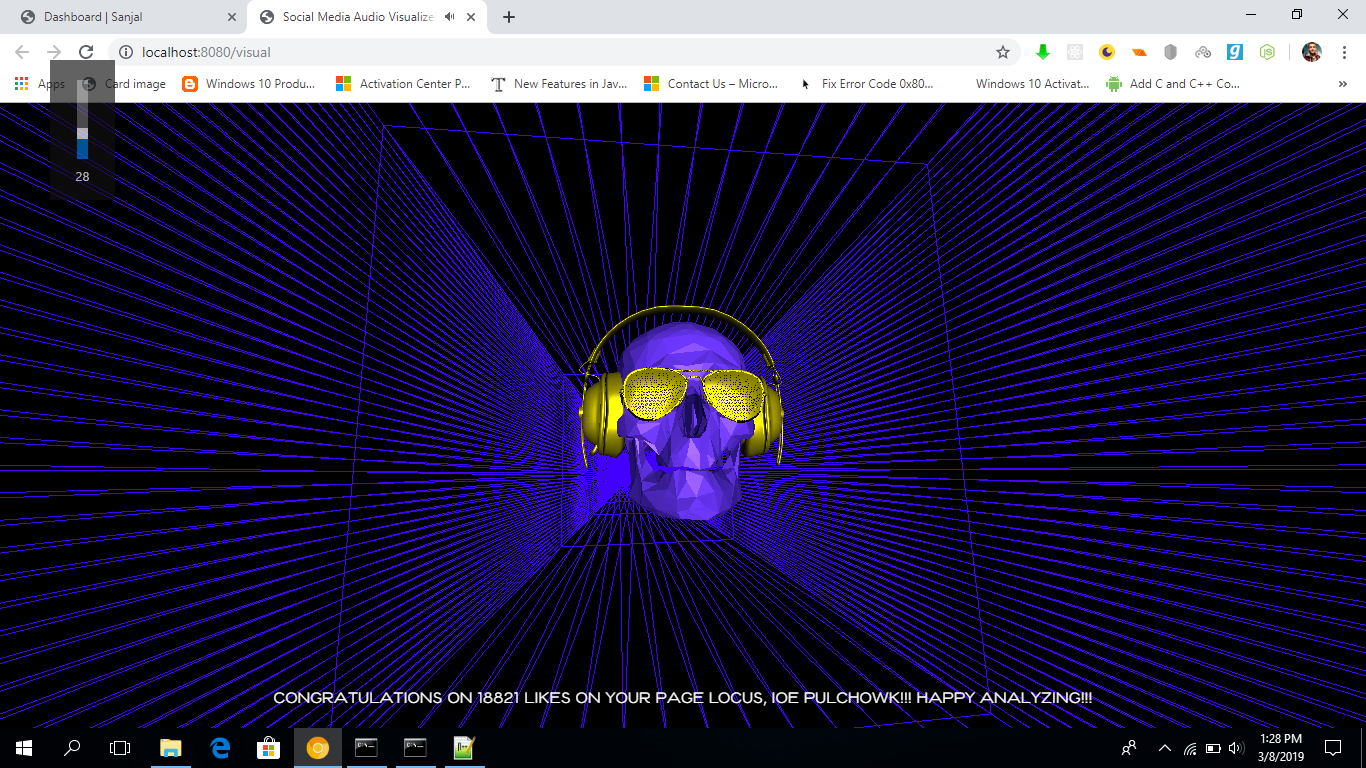 Dashboard | Sanjal
Social Media Audio Visualize
localhost:8080/visual
Apps
Card image
Windows 10 Produ...
Activation Center P...
New Features in Jav...
Contact Us – Micro...
Fix Error Code 0x80...
Windows 10 Activat...
Add C and C++ Co...
28
CONGRATULATIONS ON 18821 LIKES ON YOUR PAGE LOCUS, IOE PULCHOWK!!! HAPPY ANALYZING!!!
1:28 PM
3/8/2019